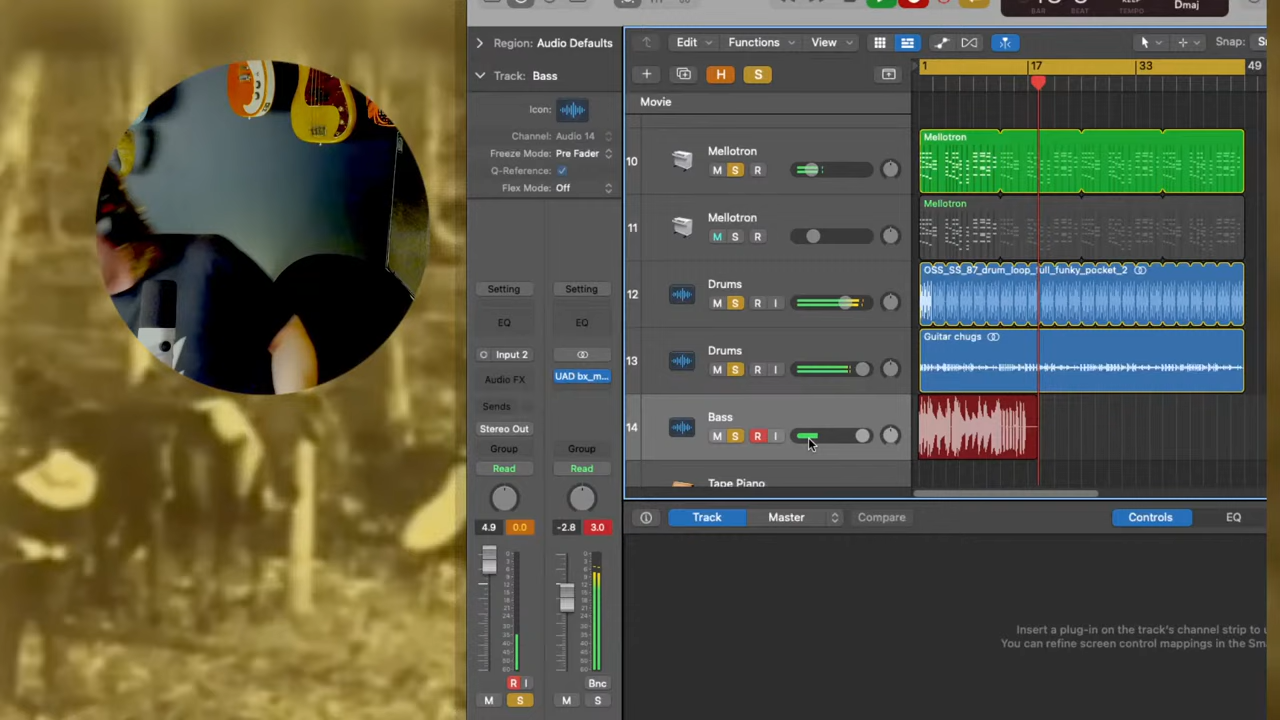 BAR
BEAT
TEMPO
Dmaj
Region: Audio Defaults
Track: Bass
Icon:
Channel: Audio 14
Freeze Mode: Pre Fader
Q-Reference:
Flex Mode: Off
Edit
Functions
View
Snap:
H
S
1
17
33
49
Movie
10
Mellotron
M S R
Mellotron
11
Mellotron
M S R
Mellotron
12
Drums
M S R I
OSS_SS_87_drum_loop_full_funky_pocket_2
13
Drums
M S R I
Guitar chugs
14
Bass
M S R I
Tape Piano
Setting
Setting
EQ
EQ
Input 2
Audio FX
UAD bx_m...
Sends
Stereo Out
Group
Group
Read
Read
4.9
0.0
-2.8
3.0
R I
Bnc
M S
M S
Track
Master
Compare
Controls
EQ
Insert a plug-in on the track's channel strip to
You can refine screen control mappings in the